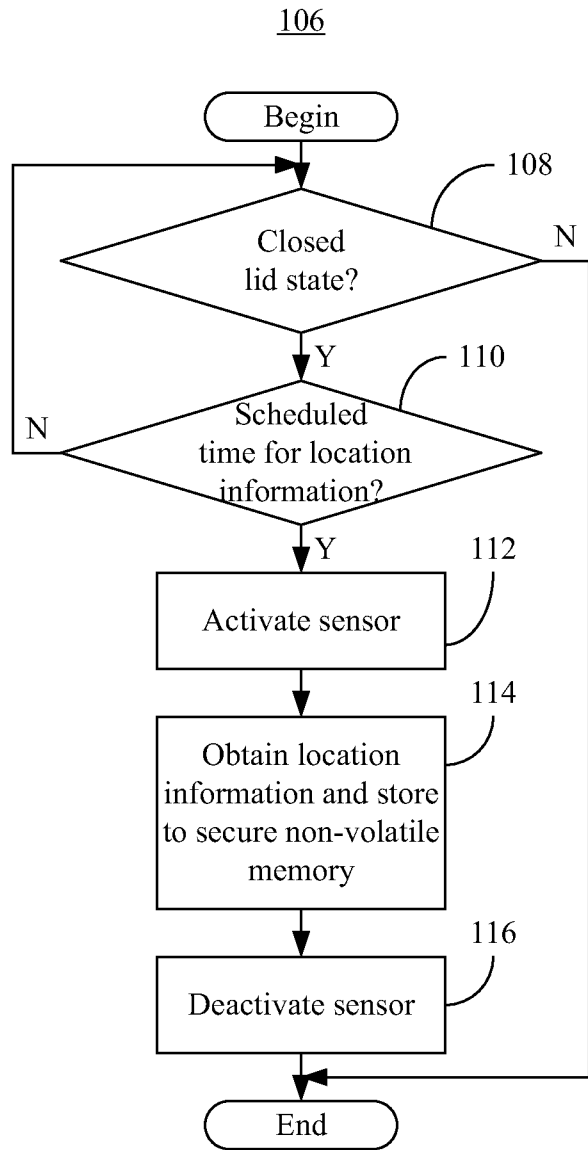 106
Begin
108
Closed
lid state?
N
Y
110
Scheduled
time for location
information?
N
Y
112
Activate sensor
114
Obtain location
information and store
to secure non-volatile
memory
116
Deactivate sensor
End